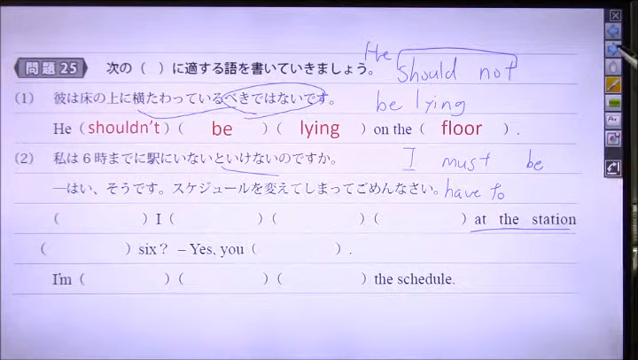 問題25 次の（ ）に適する語を書いていきましょう。
He should not
(1) 彼は床の上に横たわっているべきではないです。
be lying
He (shouldn't) ( be )( lying ) on the ( floor ) .
(2) 私は６時までに駅にいないといけないのですか。
I must be
―はい、そうです。スケジュールを変えてしまってごめんなさい。
have to
( ) I ( ) ( ) ( ) at the station
( ) six? – Yes, you ( ) .
I'm ( ) ( ) ( ) the schedule.